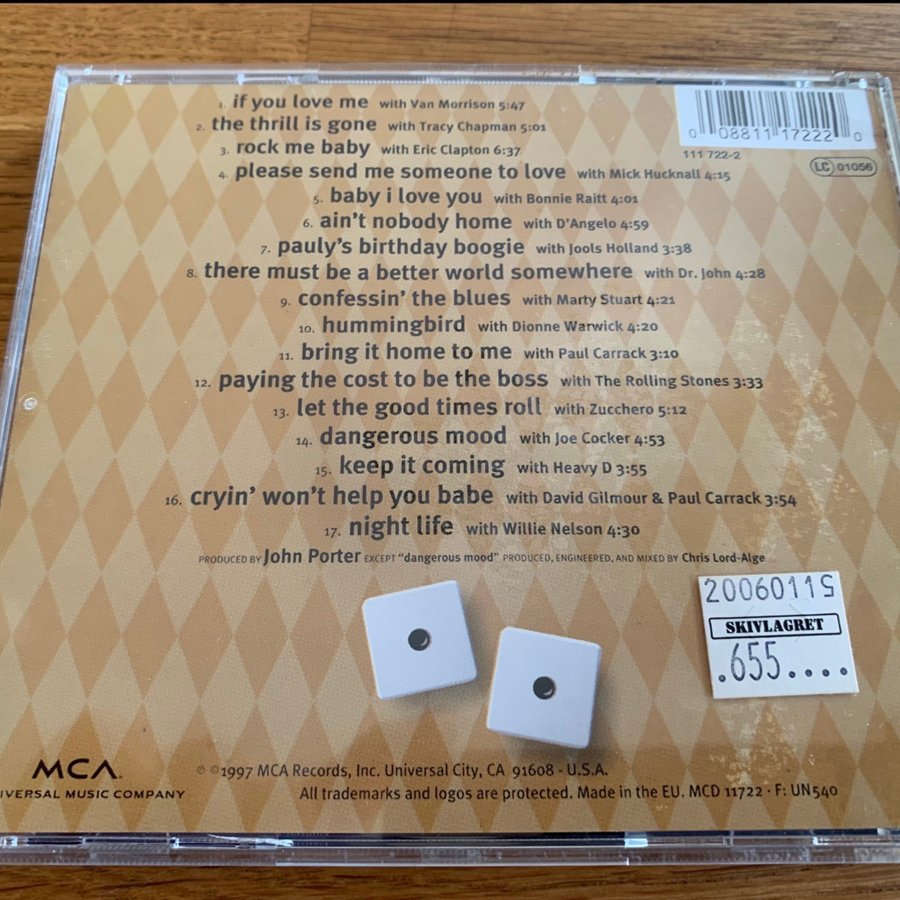 1. if you love me with Van Morrison 5:47
2. the thrill is gone with Tracy Chapman 5:01
3. rock me baby with Eric Clapton 6:37
4. please send me someone to love with Mick Hucknall 4:15
5. baby i love you with Bonnie Raitt 4:01
6. ain't nobody home with D'Angelo 4:59
7. pauly's birthday boogie with Jools Holland 3:38
8. there must be a better world somewhere with Dr. John 4:28
9. confessin' the blues with Marty Stuart 4:21
10. hummingbird with Dionne Warwick 4:20
11. bring it home to me with Paul Carrack 3:10
12. paying the cost to be the boss with The Rolling Stones 3:33
13. let the good times roll with Zucchero 5:12
14. dangerous mood with Joe Cocker 4:53
15. keep it coming with Heavy D 3:55
16. cryin' won't help you babe with David Gilmour & Paul Carrack 3:54
17. night life with Willie Nelson 4:30
PRODUCED BY John Porter EXCEPT "dangerous mood" PRODUCED, ENGINEERED, AND MIXED BY Chris Lord-Alge
0 08811 17222 0
111 722-2
LC 01056
20060115
SKIVLAGRET
.655....
MCA
IVERSAL MUSIC COMPANY
℗ ©1997 MCA Records, Inc. Universal City, CA 91608 - U.S.A.
All trademarks and logos are protected. Made in the EU. MCD 11722 · F: UN540